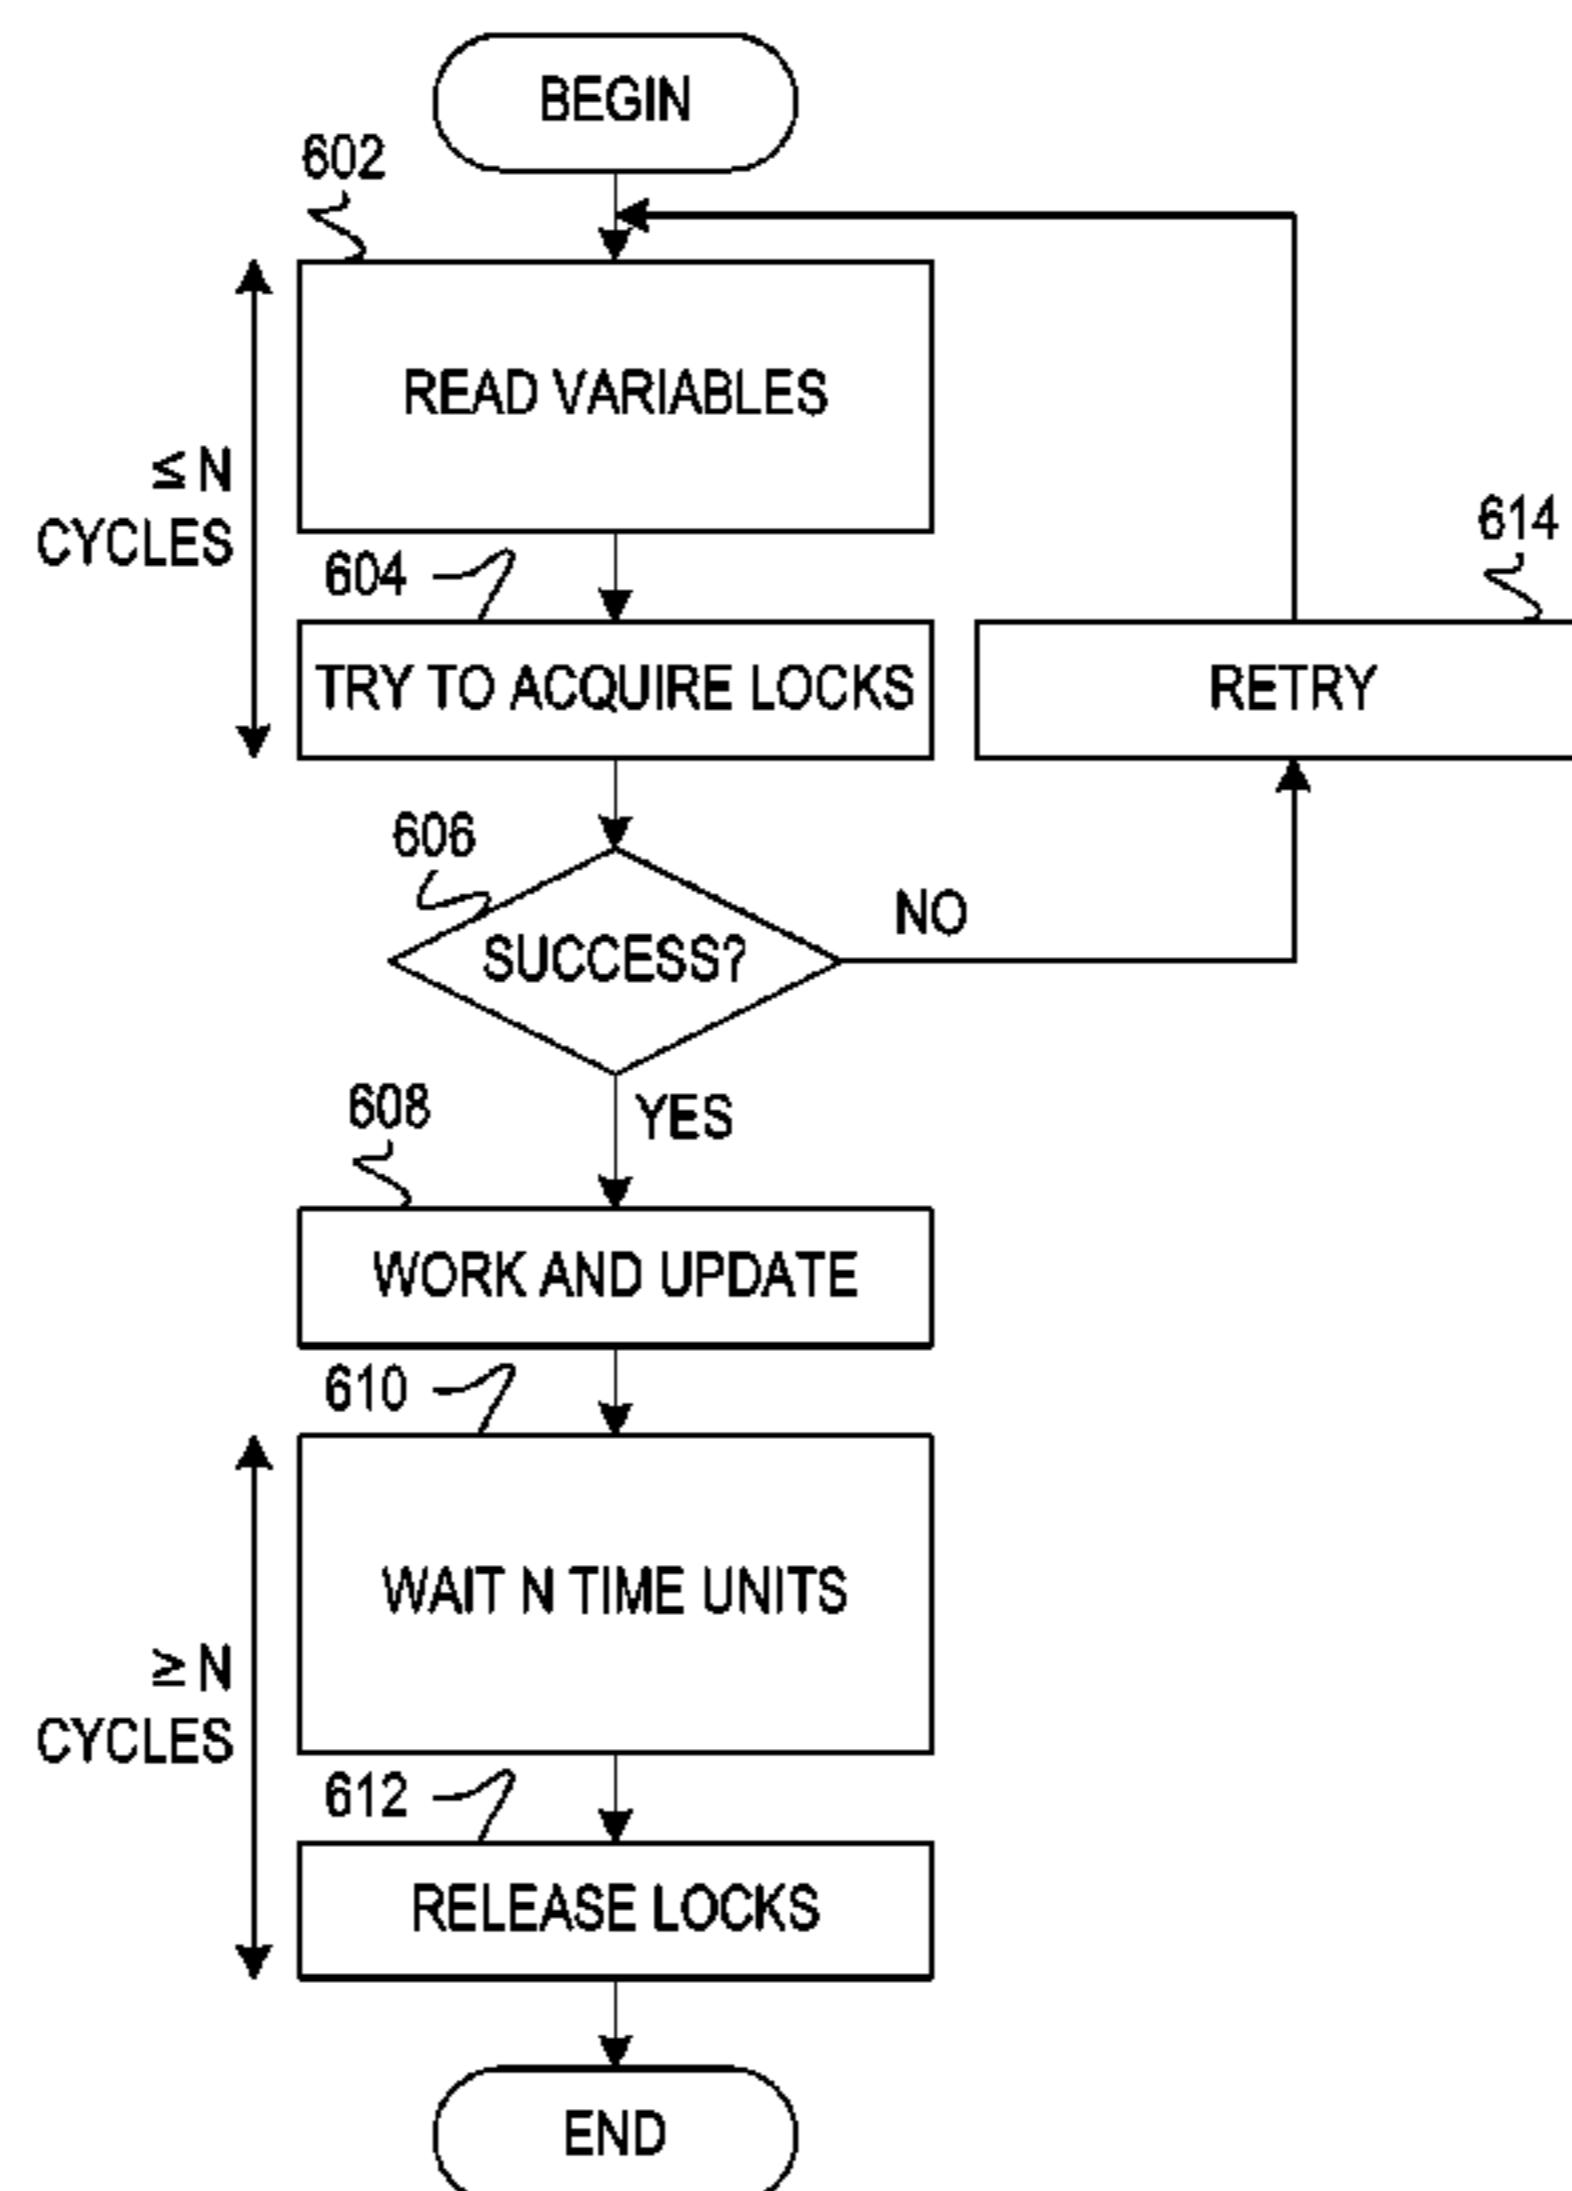 BEGIN
602
READ VARIABLES
≤ N
CYCLES
604
614
TRY TO ACQUIRE LOCKS
RETRY
606
SUCCESS?
NO
YES
608
WORK AND UPDATE
610
WAIT N TIME UNITS
≥ N
CYCLES
612
RELEASE LOCKS
END